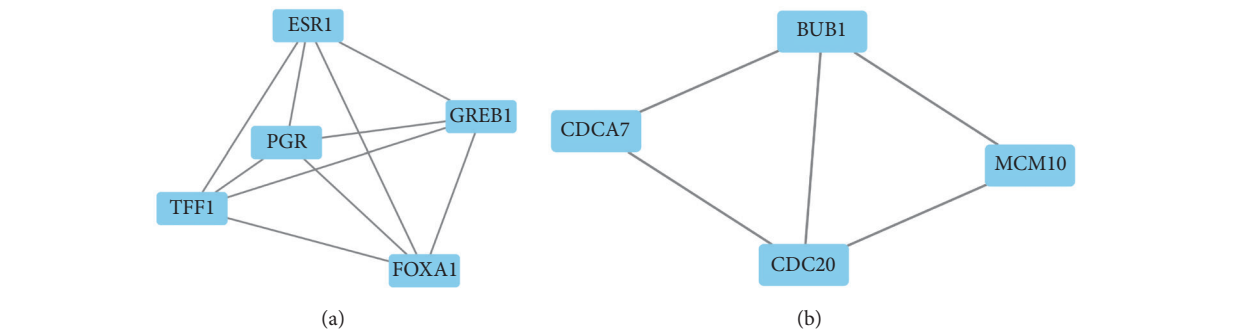 ESR1
GREB1
PGR
TFF1
FOXA1
(a)
BUB1
CDCA7
MCM10
CDC20
(b)